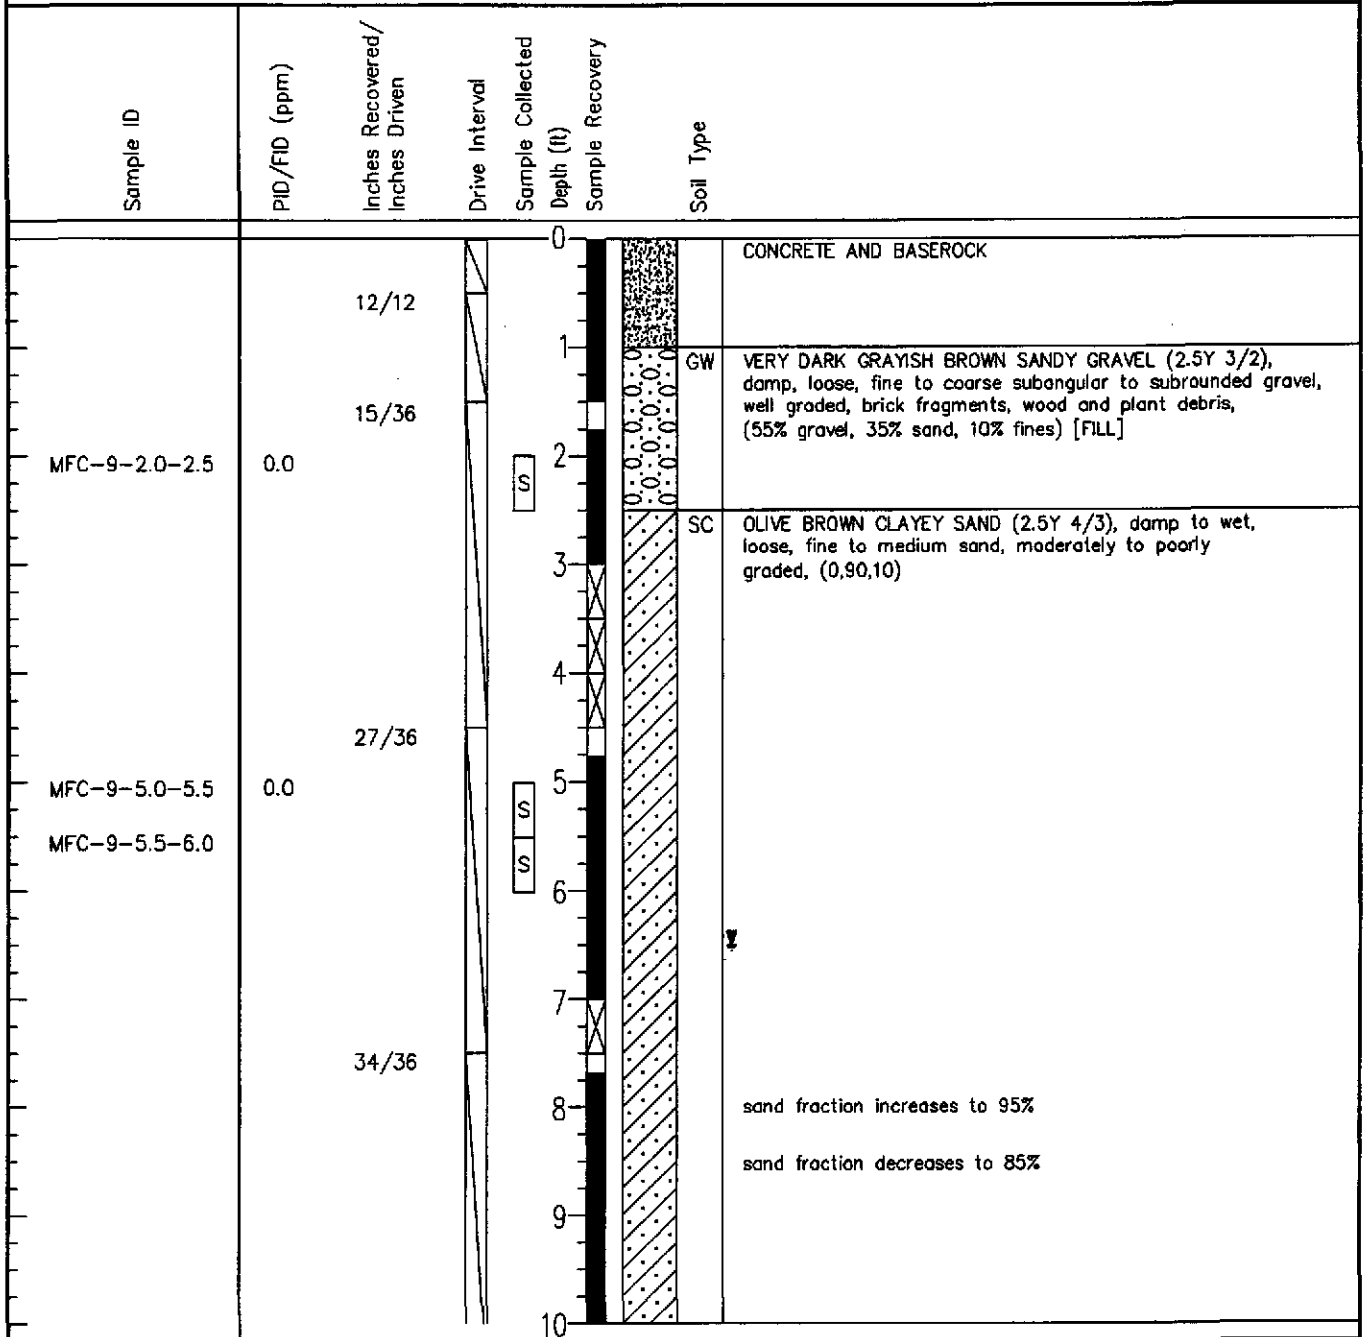 Sample ID
PID/FID (ppm)
Inches Recovered/
Inches Driven
Drive Interval
Sample Collected
Depth (ft)
Sample Recovery
Soil Type
0
CONCRETE AND BASEROCK
12/12
1
GW
VERY DARK GRAYISH BROWN SANDY GRAVEL (2.5Y 3/2),
damp, loose, fine to coarse subangular to subrounded gravel,
well graded, brick fragments, wood and plant debris,
(55% gravel, 35% sand, 10% fines) [FILL]
15/36
MFC-9-2.0-2.5
0.0
S
2
SC
OLIVE BROWN CLAYEY SAND (2.5Y 4/3), damp to wet,
loose, fine to medium sand, moderately to poorly
graded, (0,90,10)
3
4
27/36
MFC-9-5.0-5.5
0.0
S
5
MFC-9-5.5-6.0
S
6
7
34/36
8
sand fraction increases to 95%
sand fraction decreases to 85%
9
10